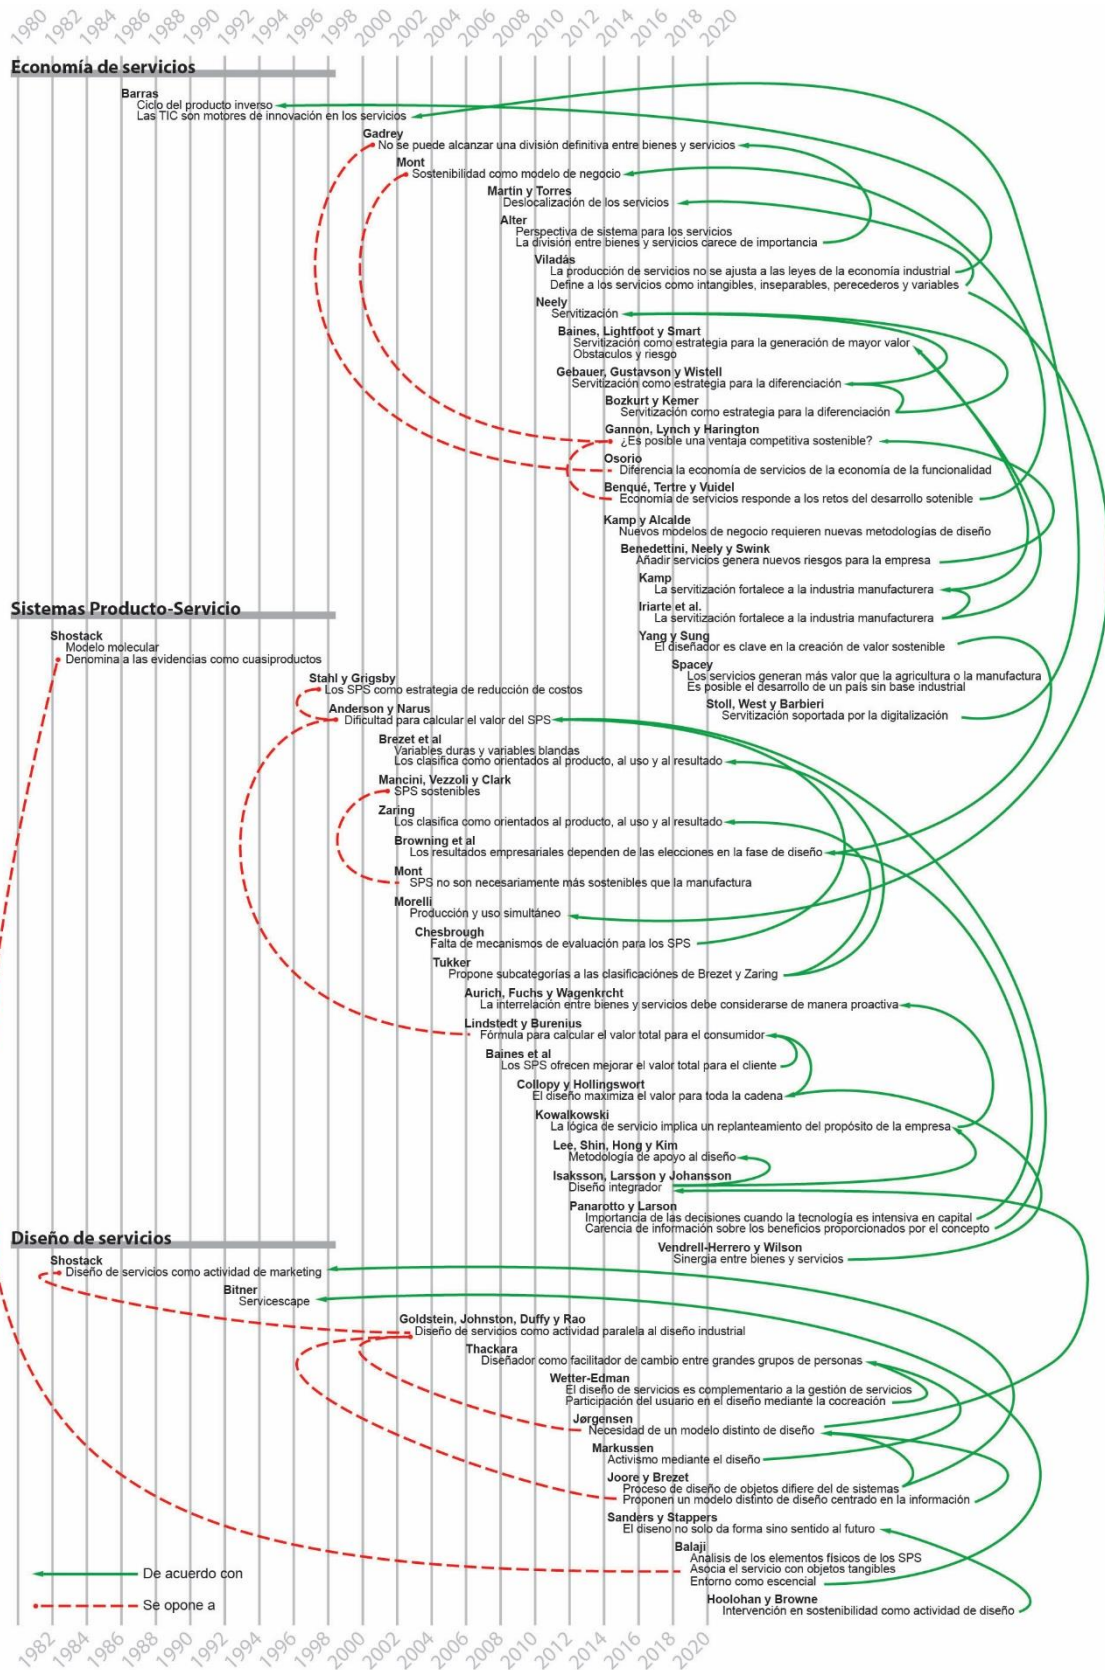 1980 1982 1984 1986 1988 1990 1992 1994 1996 1998 2000 2002 2004 2006 2008 2010 2012 2014 2016 2018 2020
Economía de servicios
Barras
Ciclo del producto inverso
Las TIC son motores de innovación en los servicios
Gadrey
No se puede alcanzar una división definitiva entre bienes y servicios
Mont
Sostenibilidad como modelo de negocio
Martin y Torres
Deslocalización de los servicios
Alter
Perspectiva de sistema para los servicios
La división entre bienes y servicios carece de importancia
Viladás
La producción de servicios no se ajusta a las leyes de la economía industrial
Define a los servicios como intangibles, inseparables, perecederos y variables
Neely
Servitización
Baines, Lightfoot y Smart
Servitización como estrategia para la generación de mayor valor
Obstaculos y riesgo
Gebauer, Gustavson y Wistell
Servitización como estrategia para la diferenciación
Bozkurt y Kemer
Servitización como estrategia para la diferenciación
Gannon, Lynch y Harington
¿Es posible una ventaja competitiva sostenible?
Osorio
Diferencia la economía de servicios de la economía de la funcionalidad
Benqué, Tertre y Vuidel
Economía de servicios responde a los retos del desarrollo sotenible
Kamp y Alcalde
Nuevos modelos de negocio requieren nuevas metodologías de diseño
Benedettini, Neely y Swink
Añadir servicios genera nuevos riesgos para la empresa
Kamp
La servitización fortalece a la industria manufacturera
Iriarte et al.
La servitización fortalece a la industria manufacturera
Yang y Sung
El diseñador es clave en la creación de valor sostenible
Spacey
Los servicios generan más valor que la agricultura o la manufactura
Es posible el desarrollo de un país sin base industrial
Stoll, West y Barbieri
Servitización soportada por la digitalización
Sistemas Producto-Servicio
Shostack
Modelo molecular
Denomina a las evidencias como cuasiproductos
Stahl y Grigsby
Los SPS como estrategia de reducción de costos
Anderson y Narus
Dificultad para calcular el valor del SPS
Brezet et al
Variables duras y variables blandas
Los clasifica como orientados al producto, al uso y al resultado
Mancini, Vezzoli y Clark
SPS sostenibles
Zaring
Los clasifica como orientados al producto, al uso y al resultado
Browning et al
Los resultados empresariales dependen de las elecciones en la fase de diseño
Mont
SPS no son necesariamente más sostenibles que la manufactura
Morelli
Producción y uso simultáneo
Chesbrough
Falta de mecanismos de evaluación para los SPS
Tukker
Propone subcategorías a las clasificaciónes de Brezet y Zaring
Aurich, Fuchs y Wagenkrcht
La interrelación entre bienes y servicios debe considerarse de manera proactiva
Lindstedt y Burenius
Fórmula para calcular el valor total para el consumidor
Baines et al
Los SPS ofrecen mejorar el valor total para el cliente
Collopy y Hollingswort
El diseño maximiza el valor para toda la cadena
Kowalkowski
La lógica de servicio implica un replanteamiento del propósito de la empresa
Lee, Shin, Hong y Kim
Metodología de apoyo al diseño
Isaksson, Larsson y Johansson
Diseño integrador
Panarotto y Larson
Importancia de las decisiones cuando la tecnología es intensiva en capital
Carencia de información sobre los beneficios proporcionados por el concepto
Vendrell-Herrero y Wilson
Sinergia entre bienes y servicios
Diseño de servicios
Shostack
Diseño de servicios como actividad de marketing
Bitner
Servicescape
Goldstein, Johnston, Duffy y Rao
Diseño de servicios como actividad paralela al diseño industrial
Thackara
Diseñador como facilitador de cambio entre grandes grupos de personas
Wetter-Edman
El diseño de servicios es complementario a la gestión de servicios
Participación del usuario en el diseño mediante la cocreación
Jørgensen
Necesidad de un modelo distinto de diseño
Markussen
Activismo mediante el diseño
Joore y Brezet
Proceso de diseño de objetos difiere del de sistemas
Proponen un modelo distinto de diseño centrado en la información
Sanders y Stappers
El diseno no solo da forma sino sentido al futuro
Balaji
Analisis de los elementos físicos de los SPS
Asocia el servicio con objetos tangibles
Entorno como escencial
Hoolohan y Browne
Intervención en sostenibilidad como actividad de diseño
De acuerdo con
Se opone a
1982 1984 1986 1988 1990 1992 1994 1996 1998 2000 2002 2004 2006 2008 2010 2012 2014 2016 2018 2020